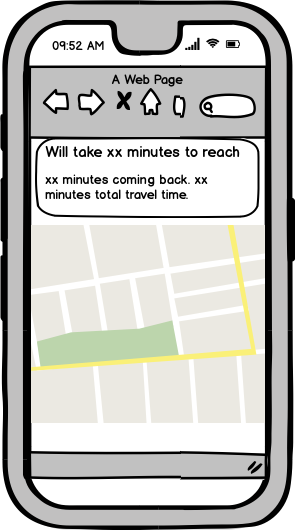 09:52 AM
A Web Page
Will take xx minutes to reach
xx minutes coming back. xx
minutes total travel time.